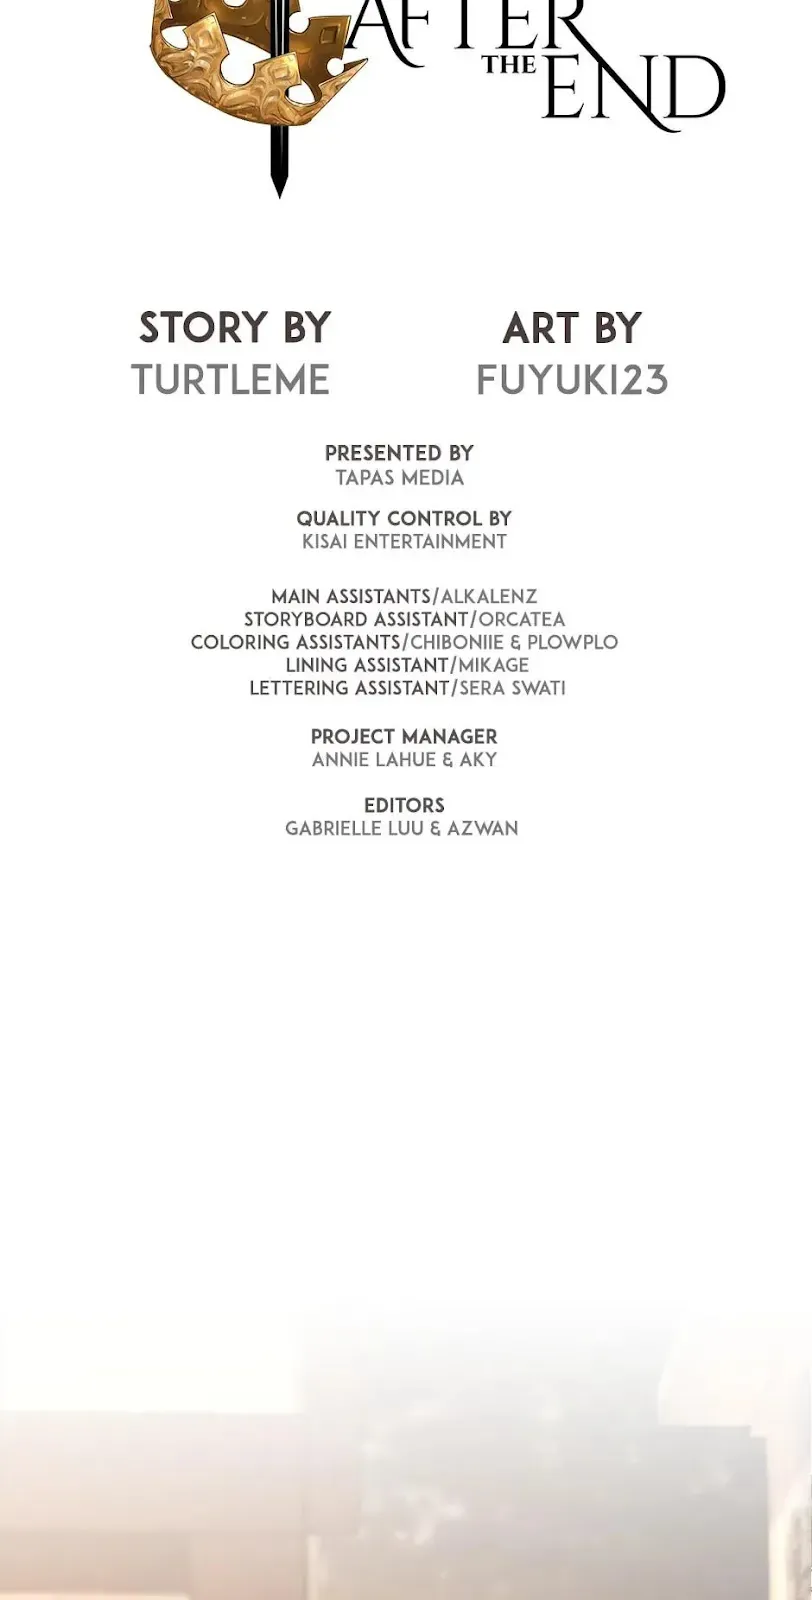 AFTER
THE END
STORY BY
TURTLEME
ART BY
FUYUKI23
PRESENTED BY
TAPAS MEDIA
QUALITY CONTROL BY
KISAI ENTERTAINMENT
MAIN ASSISTANTS/ALKALENZ
STORYBOARD ASSISTANT/ORCATEA
COLORING ASSISTANTS/CHIBONIIE & PLOWPLO
LINING ASSISTANT/MIKAGE
LETTERING ASSISTANT/SERA SWATI
PROJECT MANAGER
ANNIE LAHUE & AKY
EDITORS
GABRIELLE LUU & AZWAN